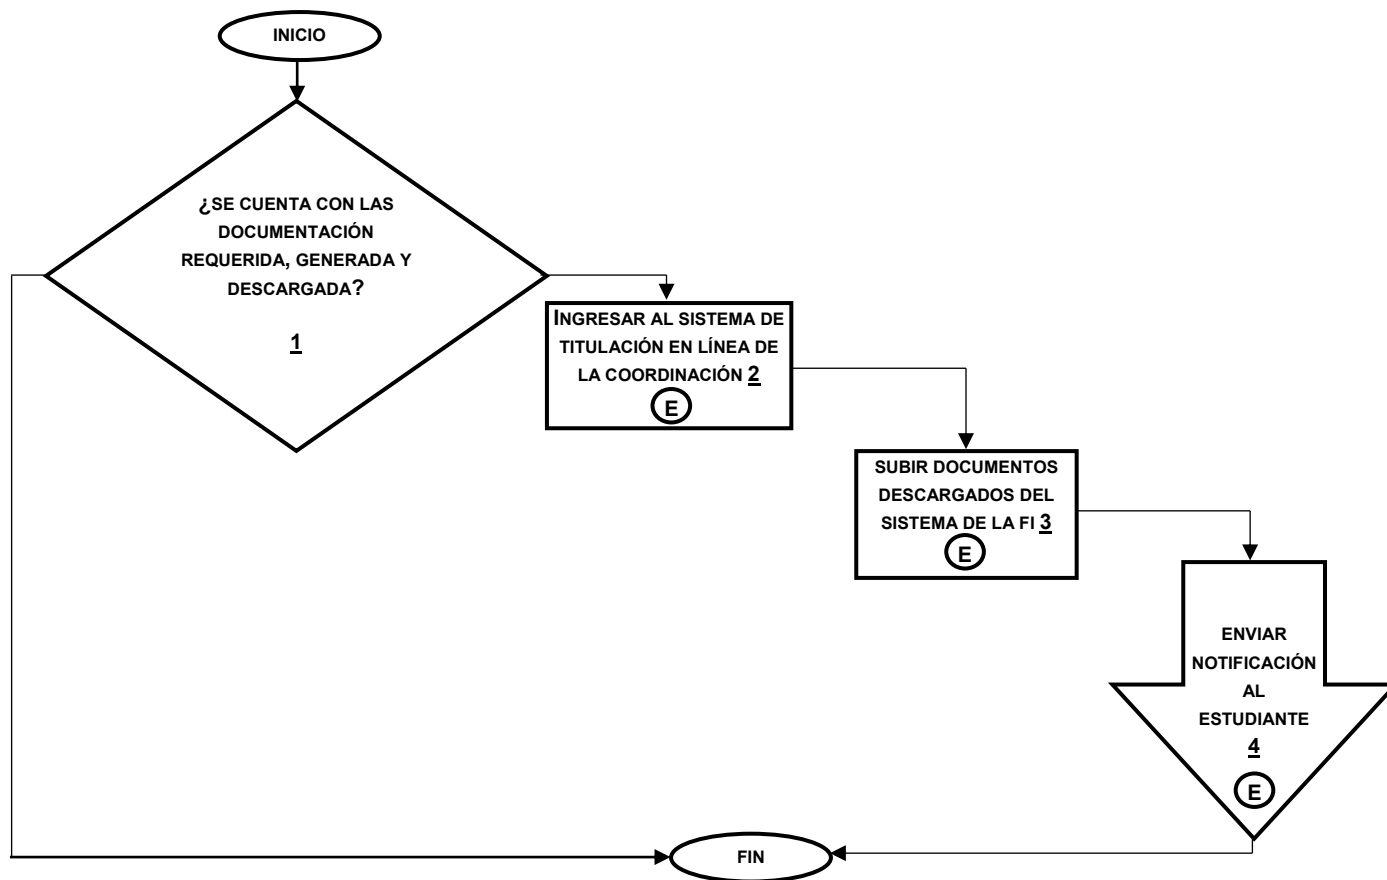 INICIO
¿SE CUENTA CON LAS
DOCUMENTACIÓN
REQUERIDA, GENERADA Y
DESCARGADA?
1
INGRESAR AL SISTEMA DE
TITULACIÓN EN LÍNEA DE
LA COORDINACIÓN 2
E
SUBIR DOCUMENTOS
DESCARGADOS DEL
SISTEMA DE LA FI 3
E
ENVIAR
NOTIFICACIÓN
AL
ESTUDIANTE
4
E
FIN